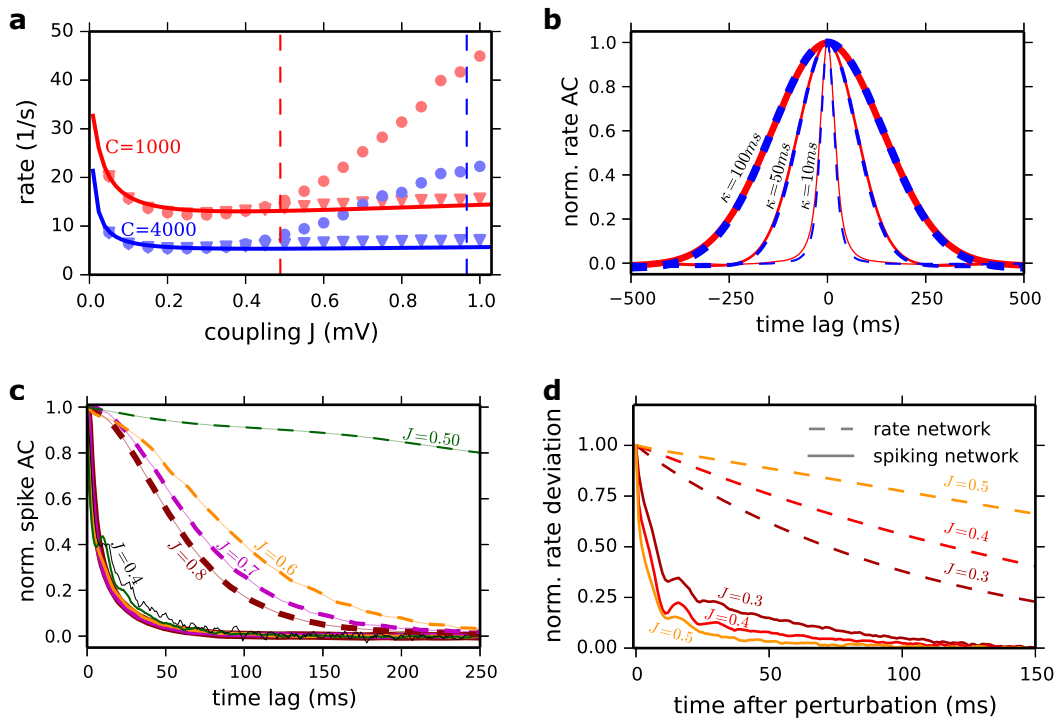 a
50
40
30
20
10
0
rate (1/s)
C=1000
C=4000
0.0 0.2 0.4 0.6 0.8 1.0
coupling J (mV)
b
1.0
0.8
0.6
0.4
0.2
0.0
norm. rate AC
κ=100ms
κ=50ms
κ=10ms
−500 −250 0 250 500
time lag (ms)
c
1.0
0.8
0.6
0.4
0.2
0.0
norm. spike AC
J=0.50
J=0.4
J=0.8
J=0.7
J=0.6
0 50 100 150 200 250
time lag (ms)
d
1.00
0.75
0.50
0.25
0.00
norm. rate deviation
rate network
spiking network
J=0.5
J=0.4
J=0.3
J=0.3
J=0.4
J=0.5
0 50 100 150
time after perturbation (ms)